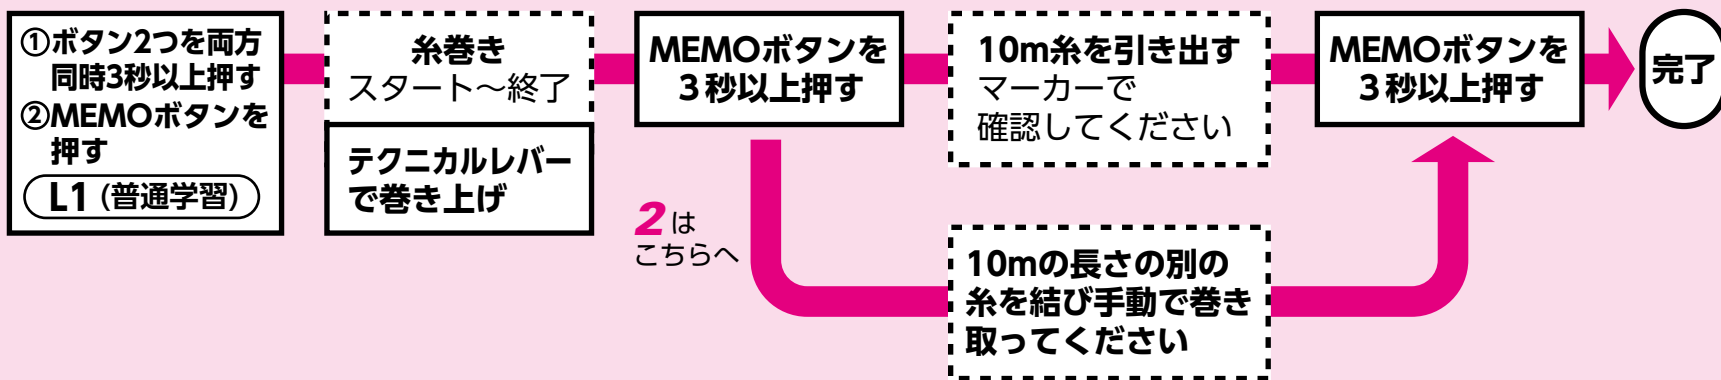 ①ボタン2つを両方
同時3秒以上押す
②MEMOボタンを
押す
L1 (普通学習)
糸巻き
スタート～終了
テクニカルレバー
で巻き上げ
MEMOボタンを
3秒以上押す
10m糸を引き出す
マーカーで
確認してください
2は
こちらへ
10mの長さの別の
糸を結び手動で巻き
取ってください
MEMOボタンを
3秒以上押す
完了